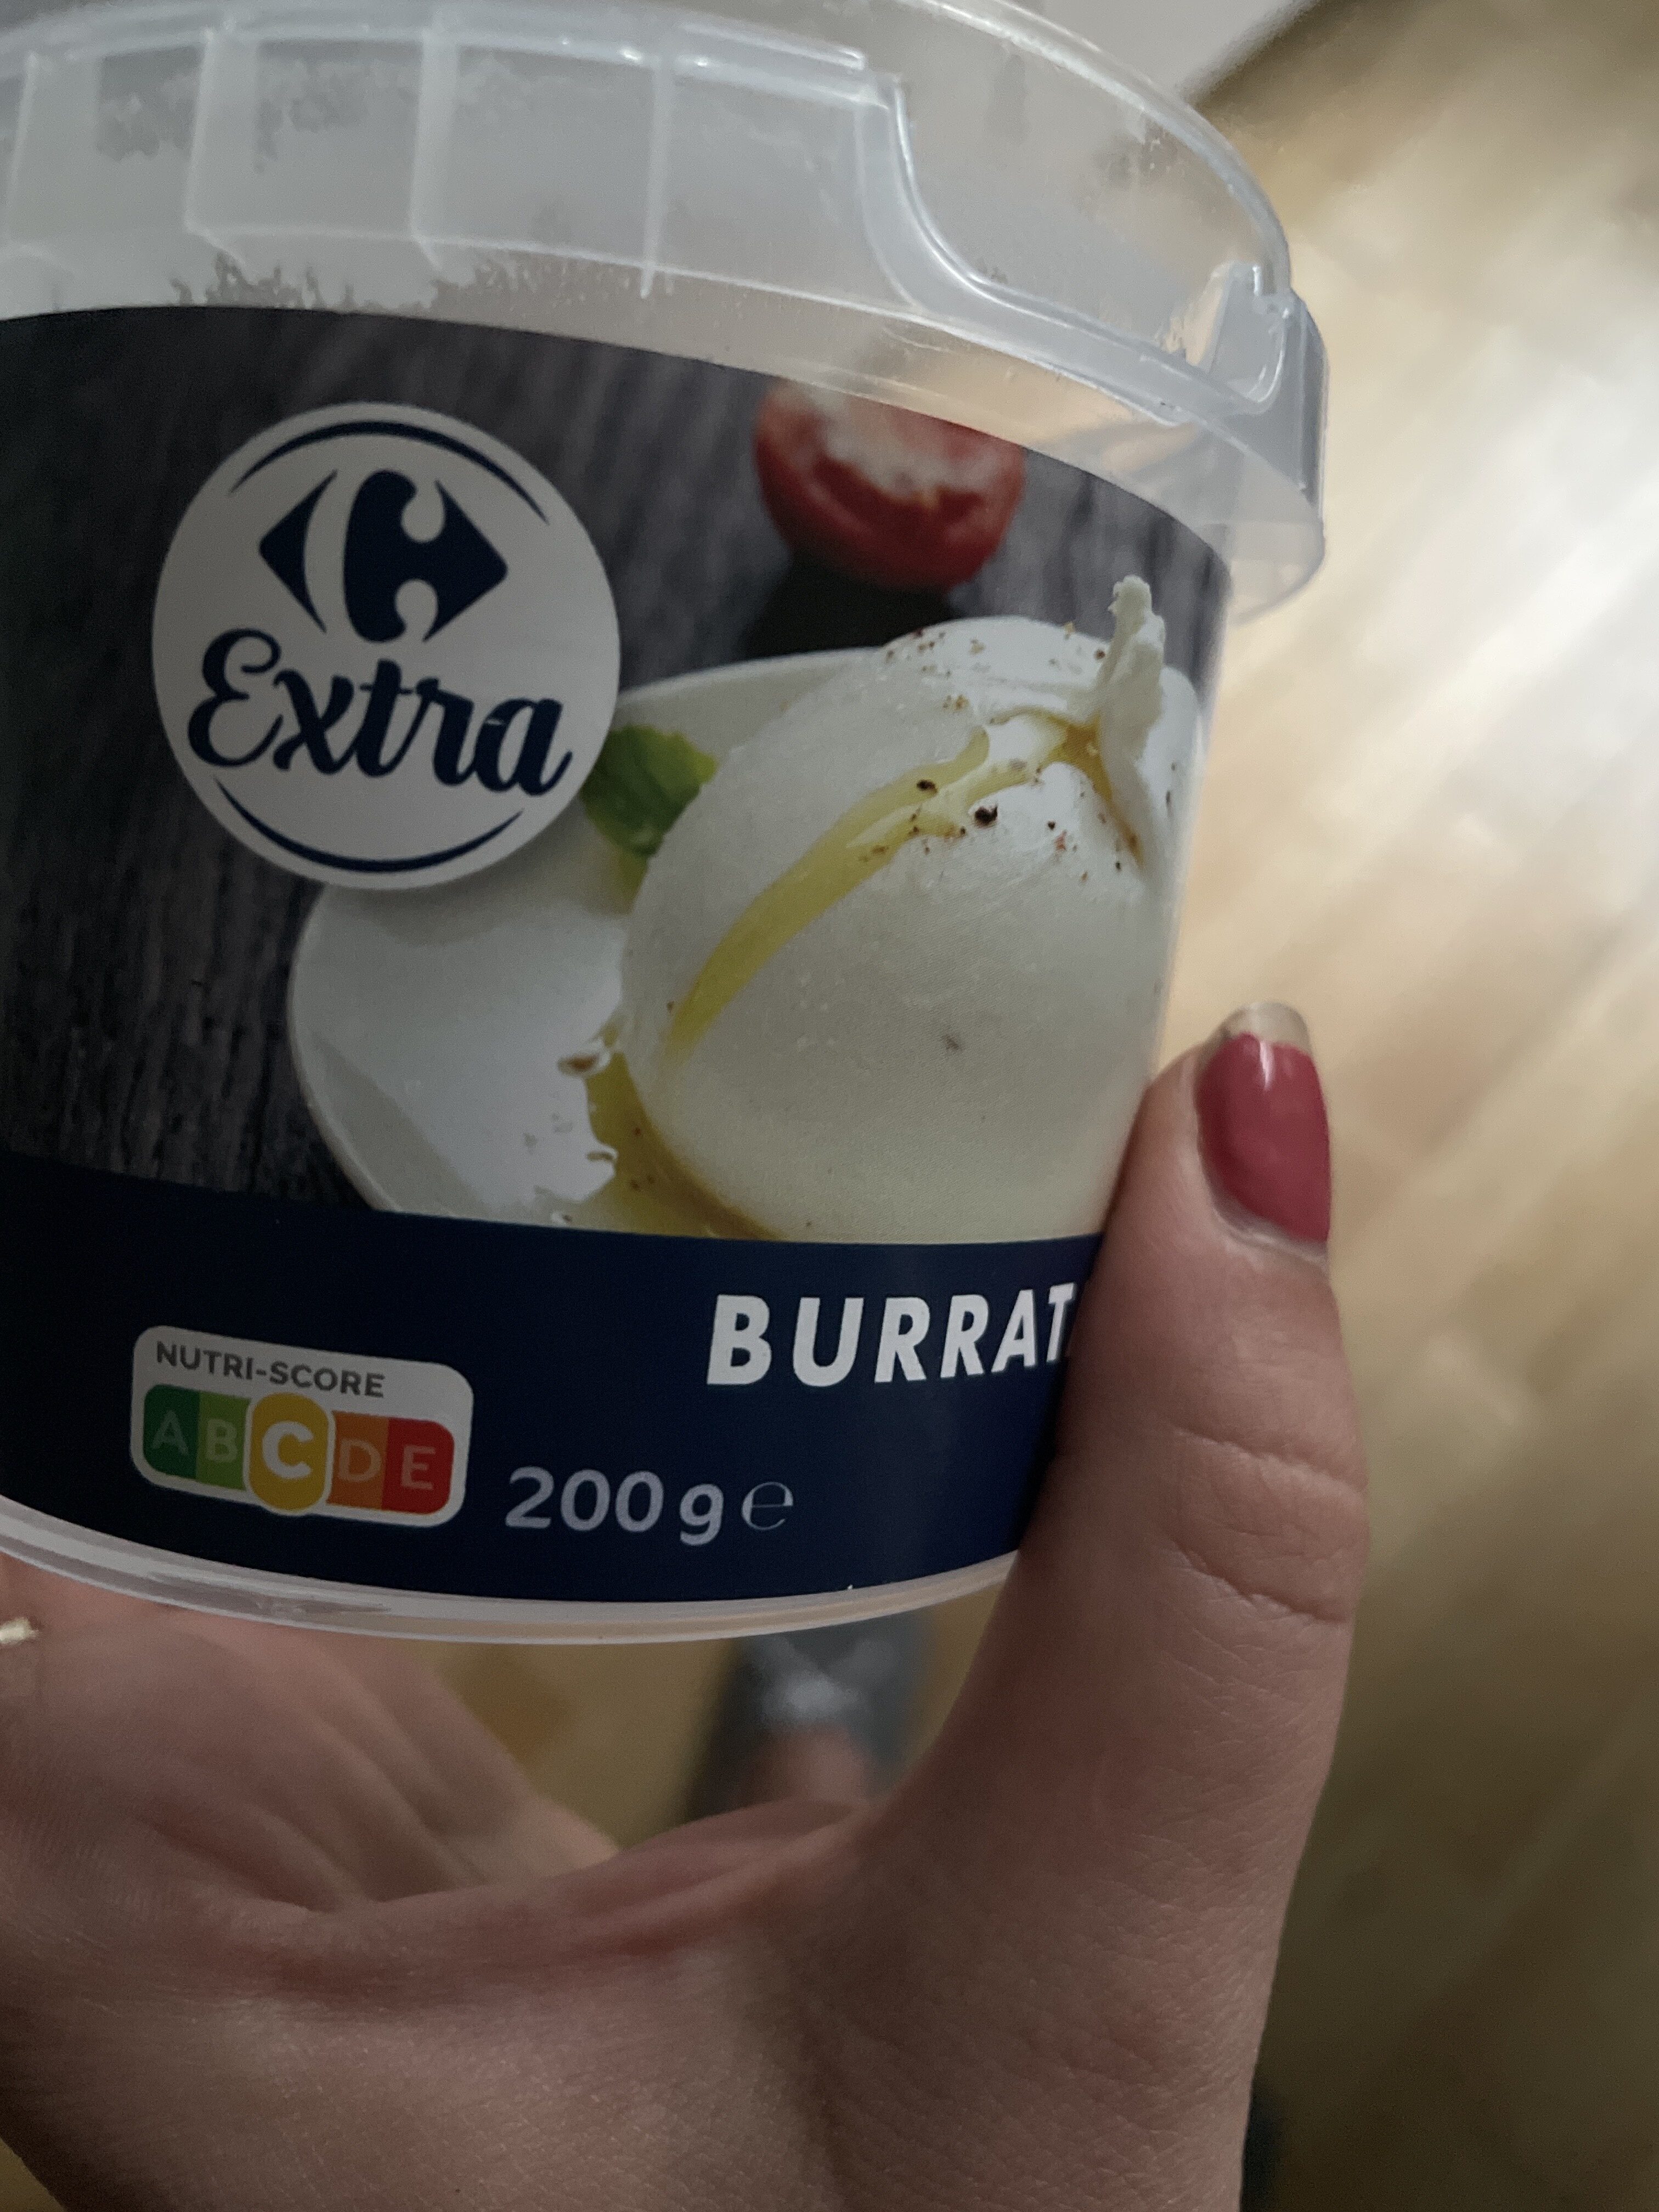 Extra
BURRAT
NUTRI-SCORE
A B C D E
200 g e